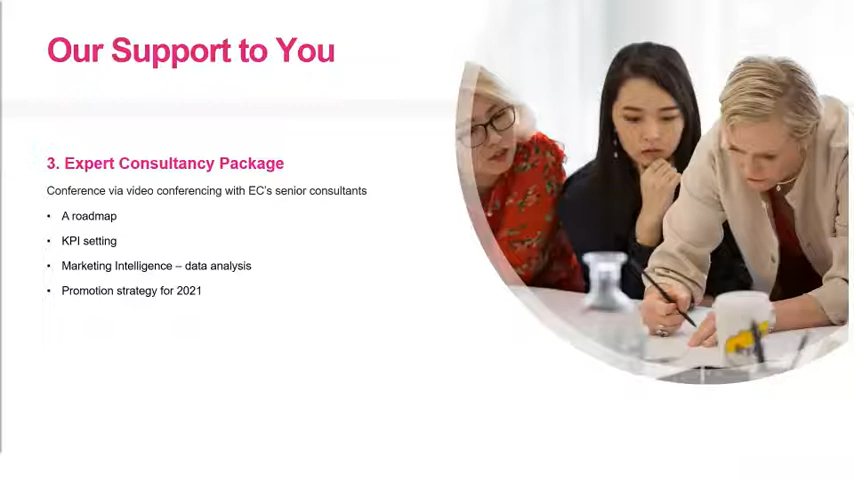 Our Support to You
3. Expert Consultancy Package
Conference via video conferencing with EC's senior consultants
• A roadmap
• KPI setting
• Marketing Intelligence – data analysis
• Promotion strategy for 2021